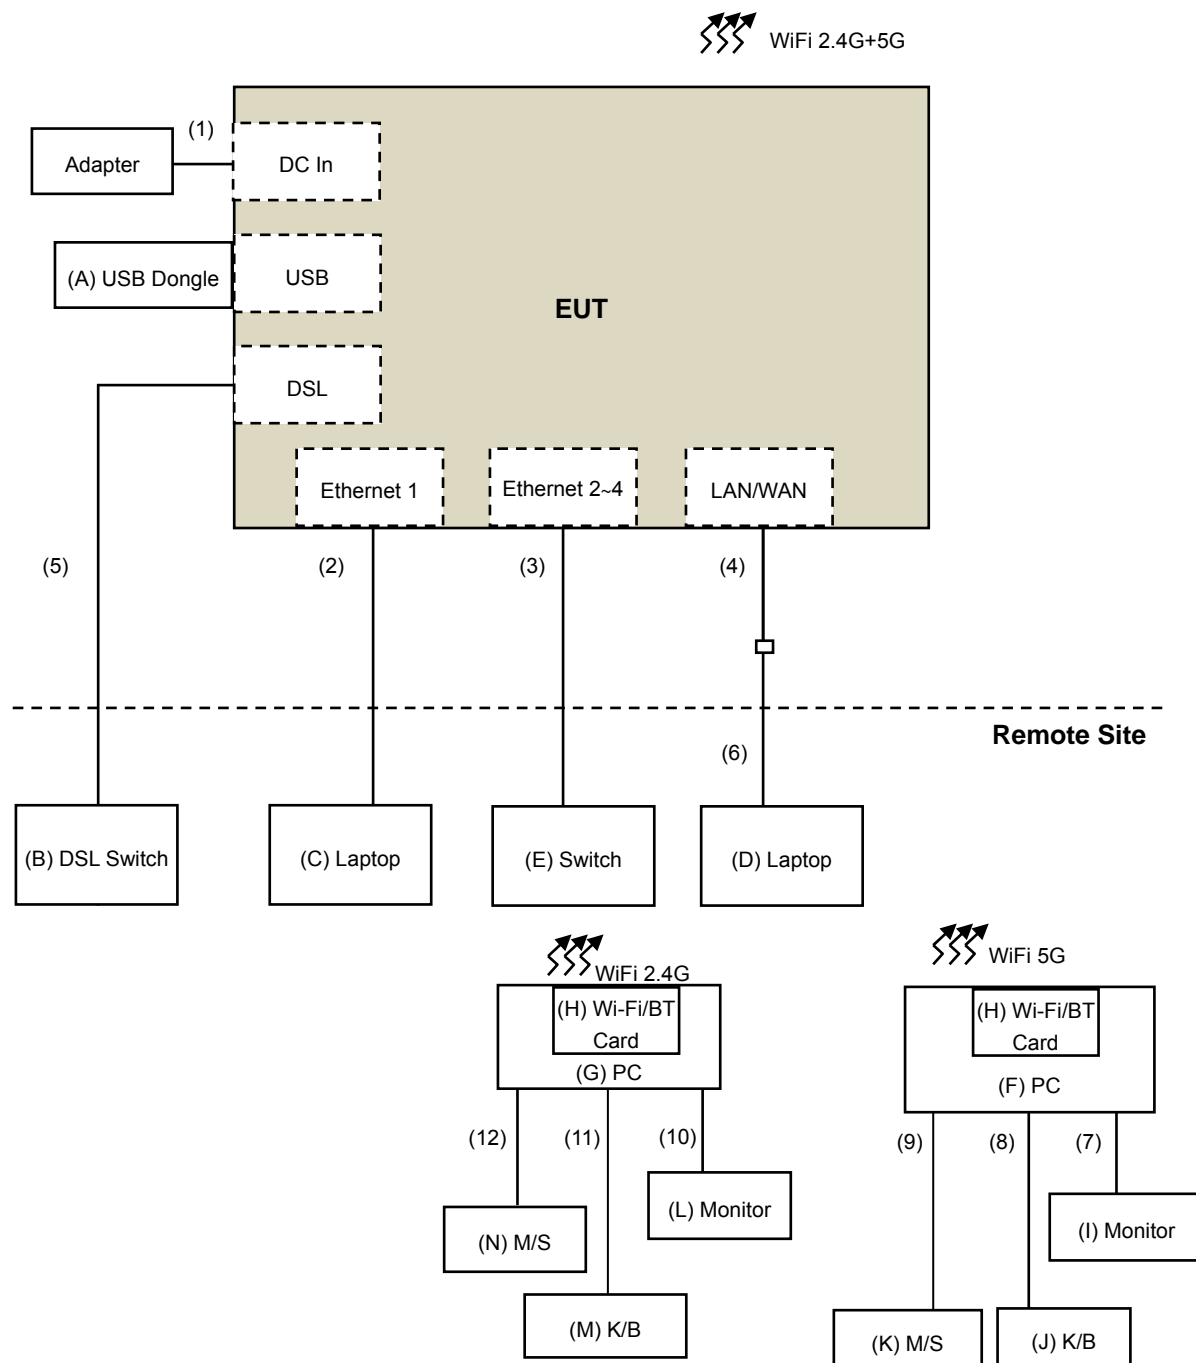 WiFi 2.4G+5G
(1)
Adapter
DC In
(A) USB Dongle
USB
EUT
DSL
Ethernet 1
Ethernet 2~4
LAN/WAN
(5)
(2)
(3)
(4)
Remote Site
(6)
(B) DSL Switch
(C) Laptop
(E) Switch
(D) Laptop
WiFi 2.4G
(H) Wi-Fi/BT
Card
(G) PC
WiFi 5G
(H) Wi-Fi/BT
Card
(F) PC
(12)
(11)
(10)
(9)
(8)
(7)
(L) Monitor
(N) M/S
(M) K/B
(I) Monitor
(K) M/S
(J) K/B